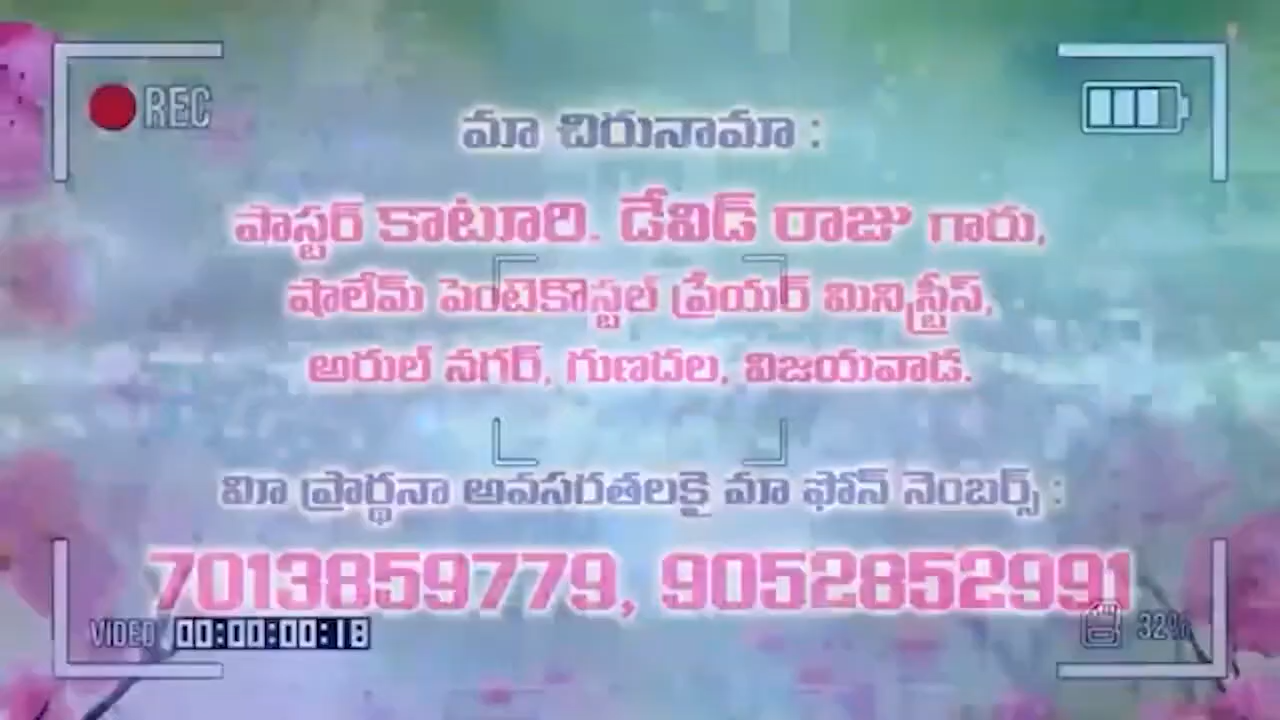 REC
మా చిరునామా :
పాస్టర్ కాటూరి. డేవిడ్ రాజు గారు,
షాలేమ్ పెంటెకొస్టల్ ప్రేయర్ మినిస్ట్రీస్,
అరుల్ నగర్, గుణదల, విజయవాడ.
మీ ప్రార్థనా అవసరతలకై మా ఫోన్ నెంబర్స్ :
7013859779, 9052852991
VIDEO 00:00:00:18
32%